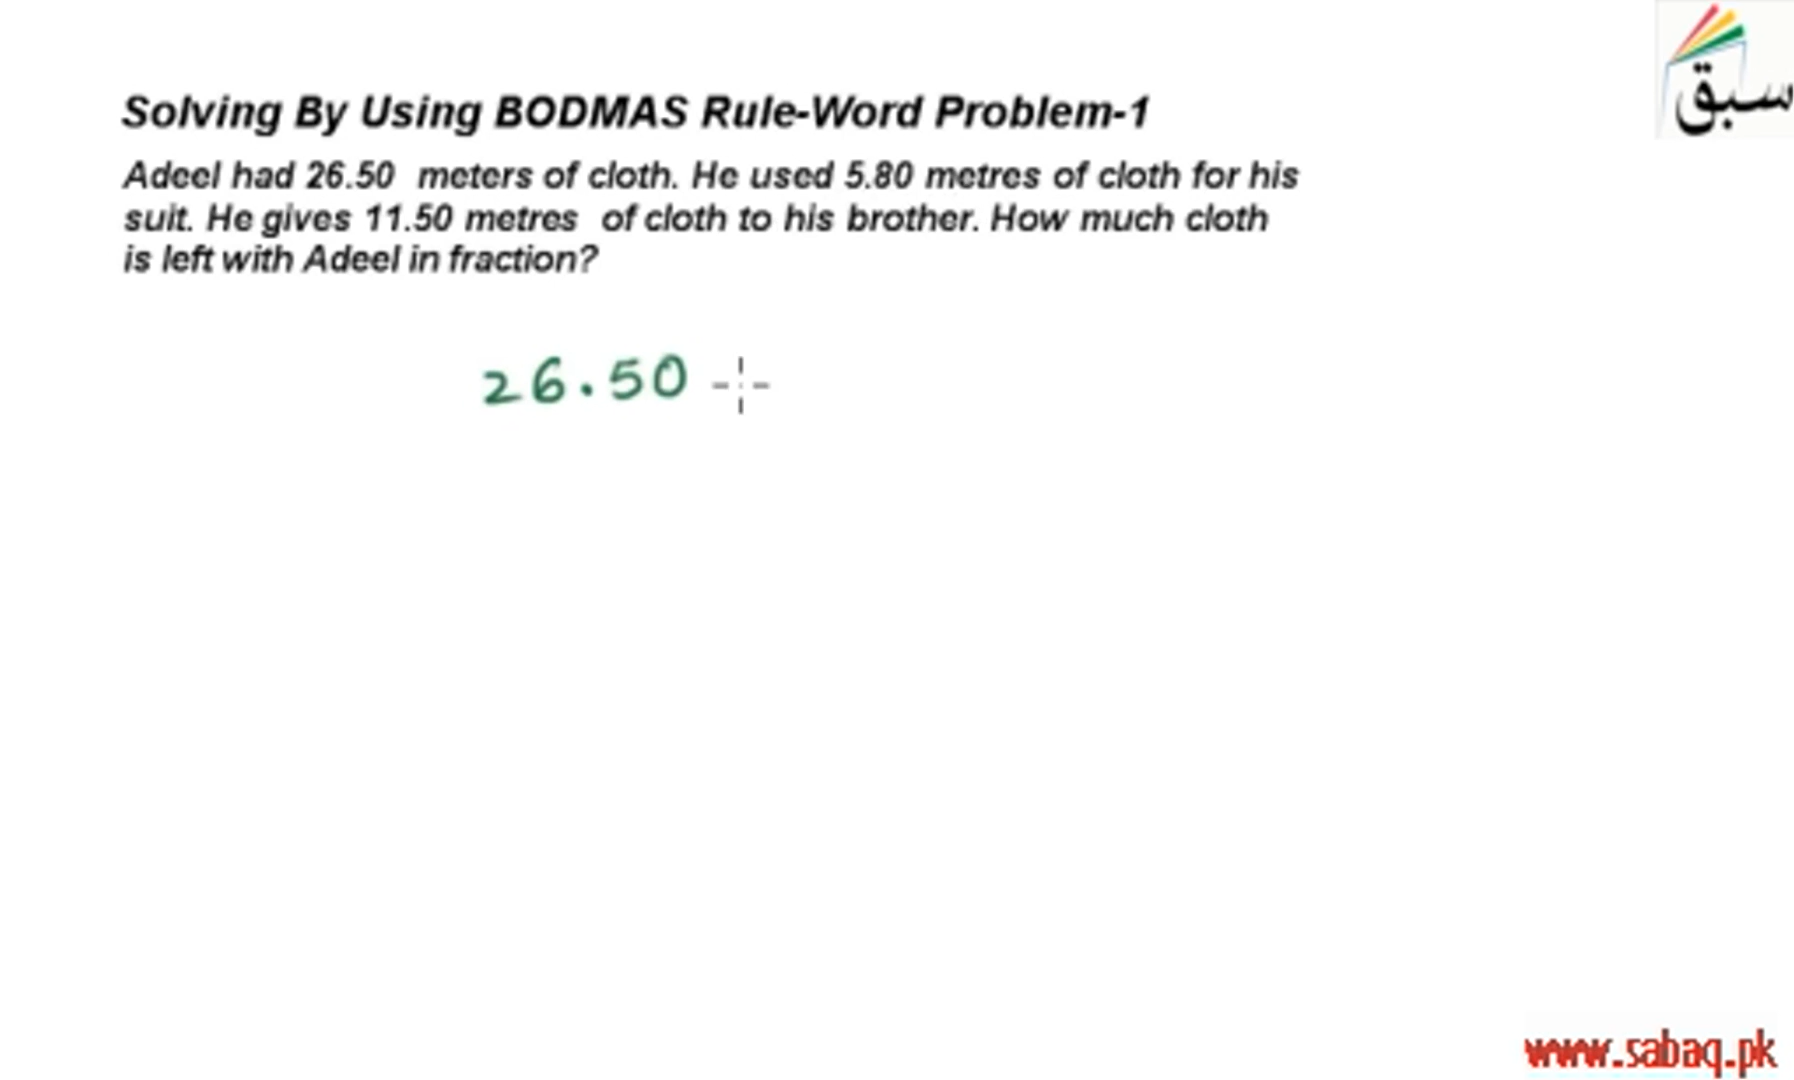 سبق
Solving By Using BODMAS Rule-Word Problem-1
Adeel had 26.50 meters of cloth. He used 5.80 metres of cloth for his
suit. He gives 11.50 metres of cloth to his brother. How much cloth
is left with Adeel in fraction?
26.50
www.sabaq.pk